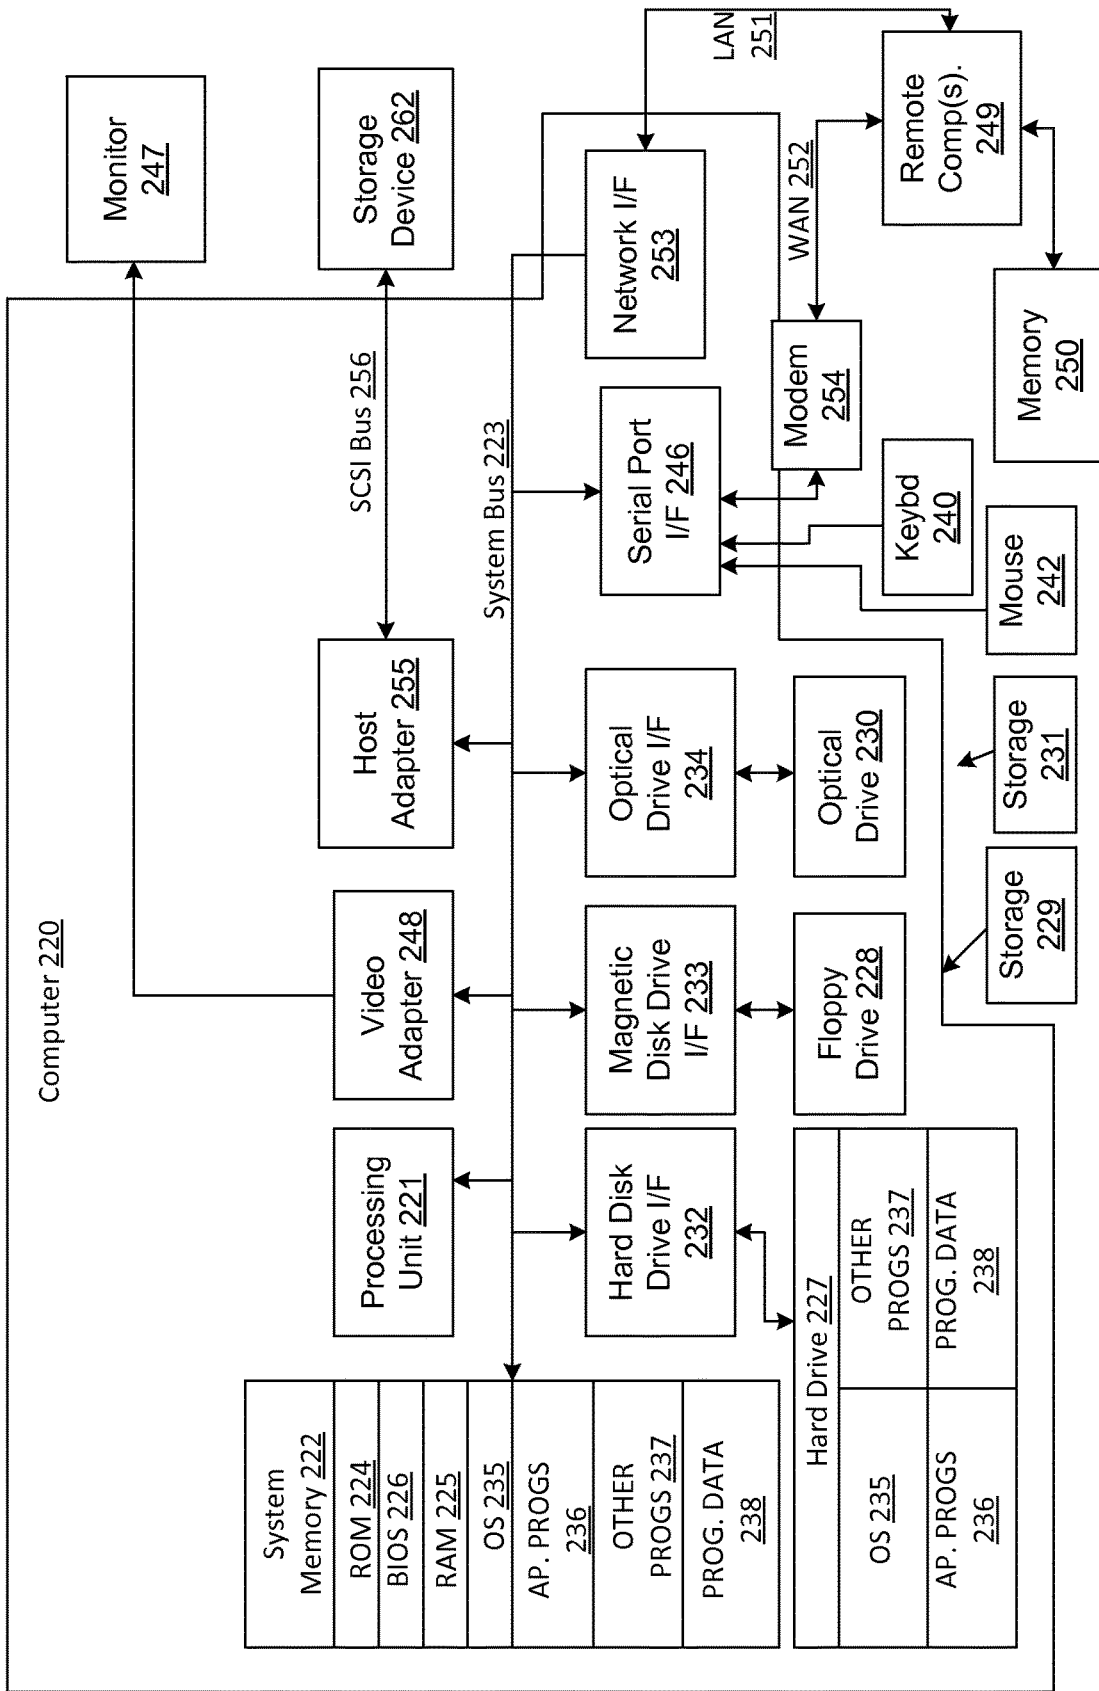 Computer 220
Monitor
247
System
Memory 222
ROM 224
BIOS 226
RAM 225
OS 235
AP. PROGS
236
OTHER
PROGS 237
PROG. DATA
238
Processing
Unit 221
Video
Adapter 248
Host
Adapter 255
SCSI Bus 256
Storage
Device 262
System Bus 223
Hard Disk
Drive I/F
232
Magnetic
Disk Drive
I/F 233
Optical
Drive I/F
234
Serial Port
I/F 246
Network I/F
253
LAN
251
Hard Drive 227
OS 235
OTHER
PROGS 237
AP. PROGS
236
PROG. DATA
238
Floppy
Drive 228
Optical
Drive 230
Modem
254
WAN 252
Keybd
240
Remote
Comp(s).
249
Storage
229
Storage
231
Mouse
242
Memory
250